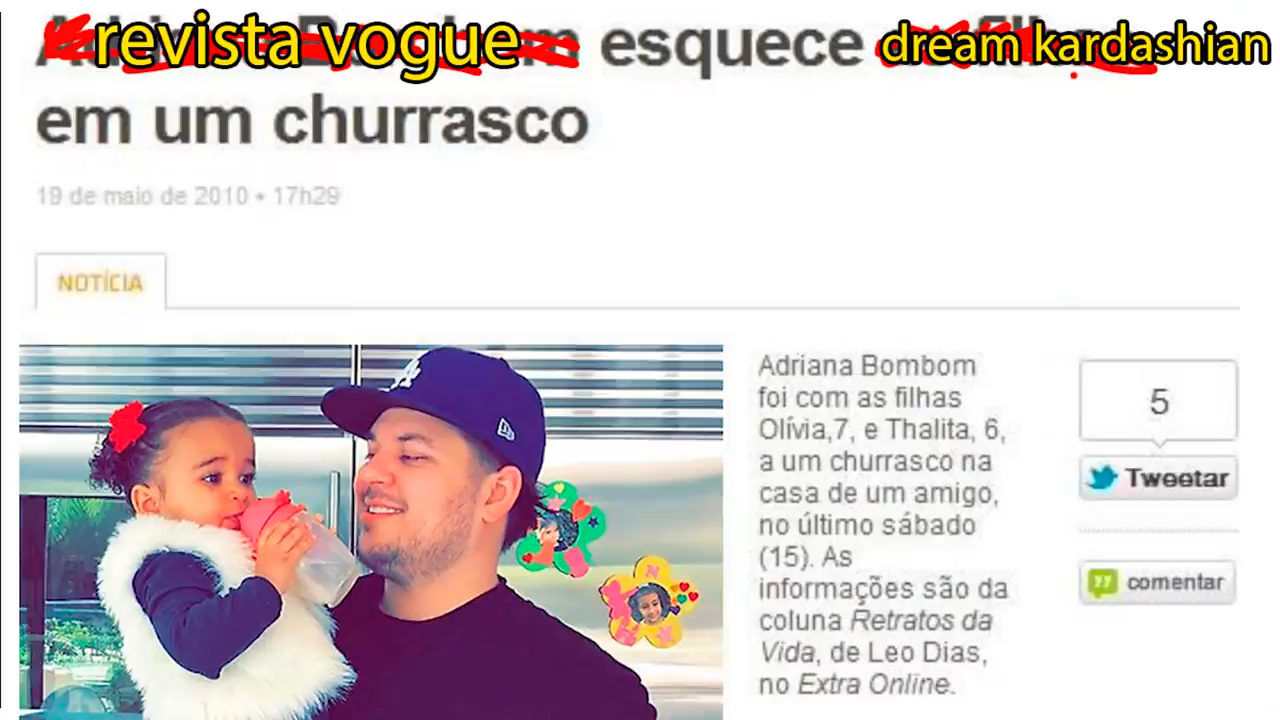 revista vogue esquece dream kardashian
em um churrasco
19 de maio de 2010 • 17h29
NOTÍCIA
Adriana Bombom
foi com as filhas
Olívia,7, e Thalita, 6,
a um churrasco na
casa de um amigo,
no último sábado
(15). As
informações são da
coluna Retratos da
Vida, de Leo Dias,
no Extra Online.
5
Tweetar
comentar
LA